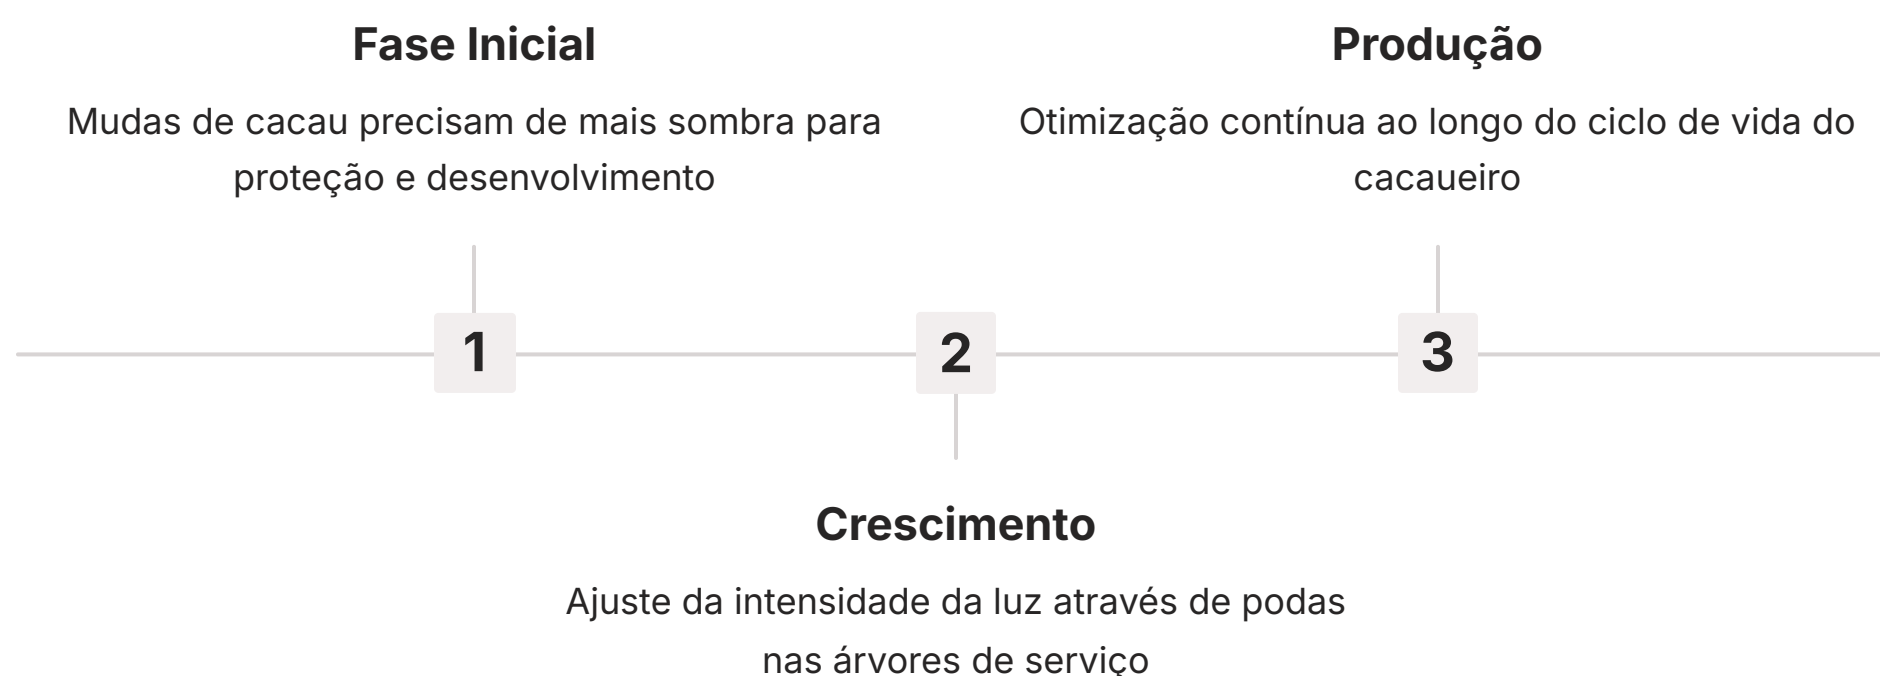 Fase Inicial
Mudas de cacau precisam de mais sombra para
proteção e desenvolvimento
Produção
Otimização contínua ao longo do ciclo de vida do
cacaueiro
1
2
3
Crescimento
Ajuste da intensidade da luz através de podas
nas árvores de serviço